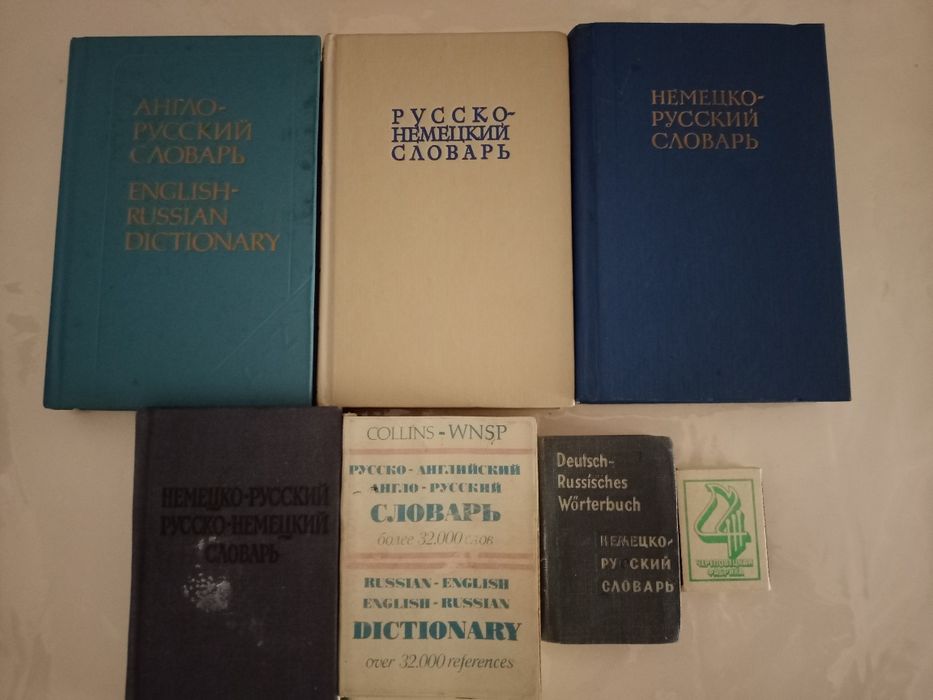 АНГЛО-
РУССКИЙ
СЛОВАРЬ
ENGLISH-
RUSSIAN
DICTIONARY
РУССКО-
НЕМЕЦКИЙ
СЛОВАРЬ
НЕМЕЦКО-
РУССКИЙ
СЛОВАРЬ
НЕМЕЦКО-РУССКИЙ
РУССКО-НЕМЕЦКИЙ
СЛОВАРЬ
COLLINS-WNSP
РУССКО-АНГЛИЙСКИЙ
АНГЛО-РУССКИЙ
СЛОВАРЬ
более 32.000 слов
RUSSIAN-ENGLISH
ENGLISH-RUSSIAN
DICTIONARY
over 32.000 references
Deutsch-
Russisches
Wörterbuch
НЕМЕЦКО-
РУССКИЙ
СЛОВАРЬ
ЧЕРЕПОВЕЦКАЯ
ФАБРИКА